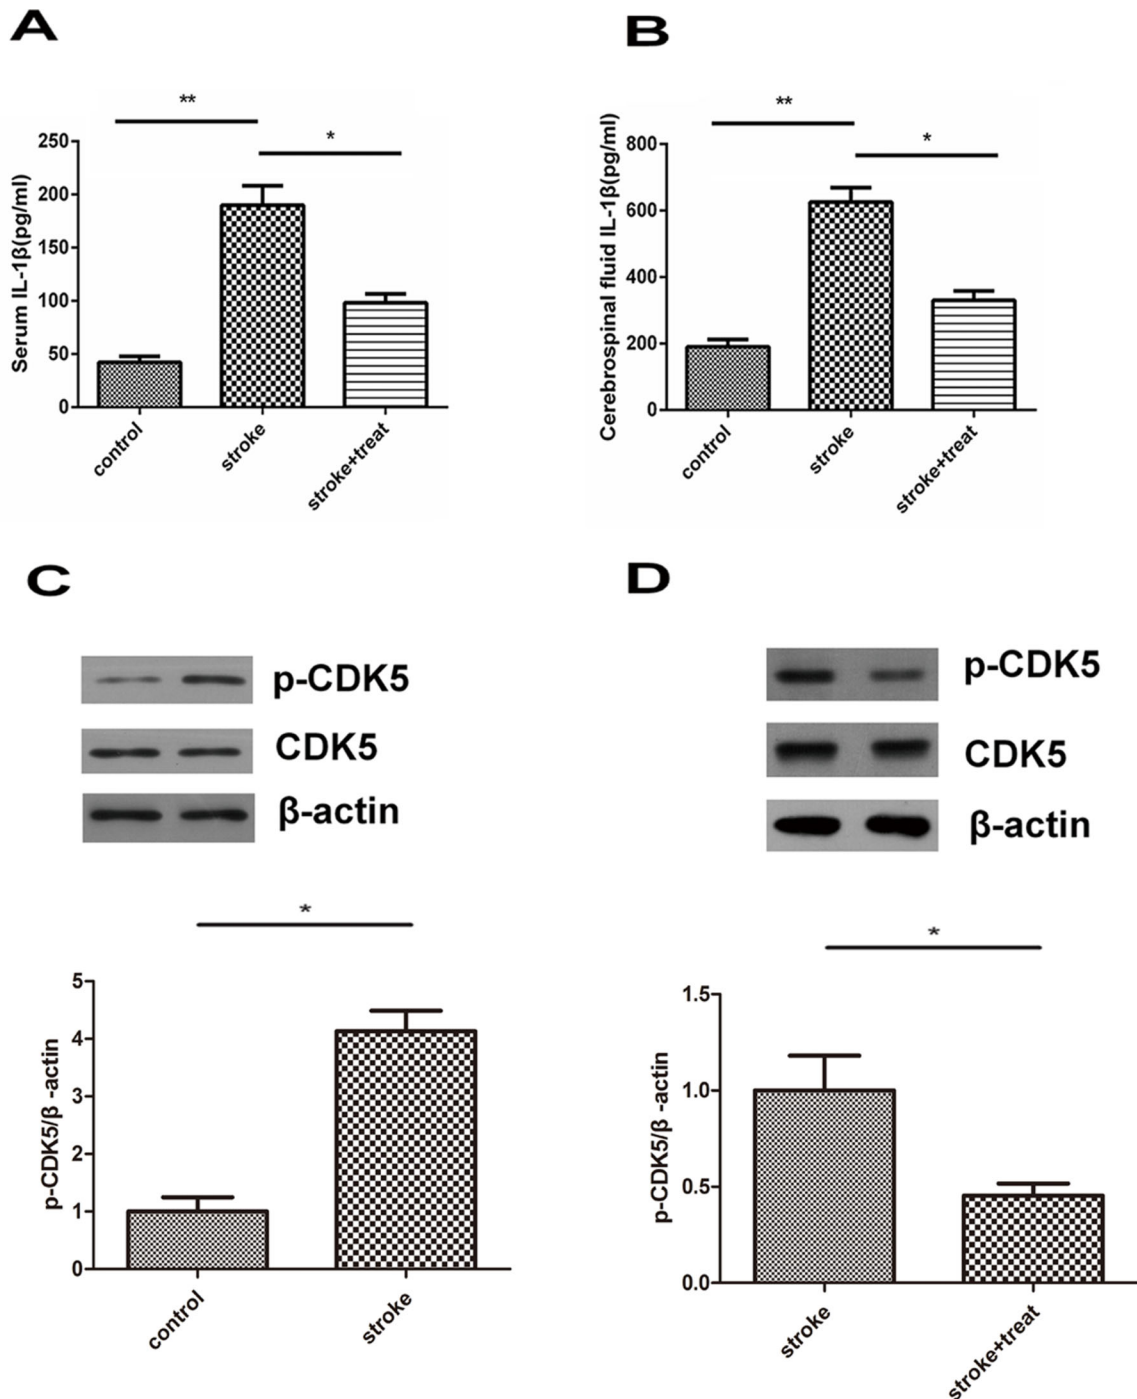 A
**
*
250
200
150
100
50
0
Serum IL-1β(pg/ml)
control
stroke
stroke+treat
B
**
*
800
600
400
200
0
Cerebrospinal fluid IL-1β(pg/ml)
control
stroke
stroke+treat
C
p-CDK5
CDK5
β-actin
*
5
4
3
2
1
0
p-CDK5/β -actin
control
stroke
D
p-CDK5
CDK5
β-actin
*
1.5
1.0
0.5
0.0
p-CDK5/β -actin
stroke
stroke+treat